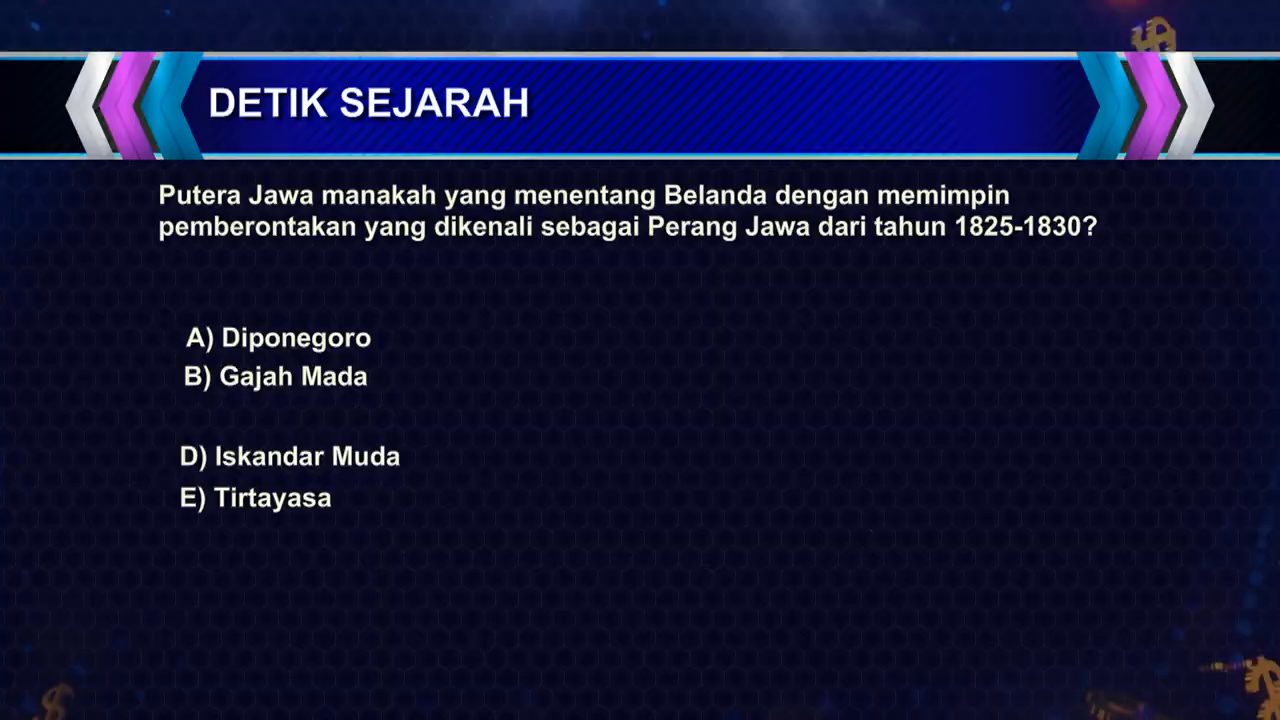 DETIK SEJARAH
Putera Jawa manakah yang menentang Belanda dengan memimpin
pemberontakan yang dikenali sebagai Perang Jawa dari tahun 1825-1830?
A) Diponegoro
B) Gajah Mada
D) Iskandar Muda
E) Tirtayasa